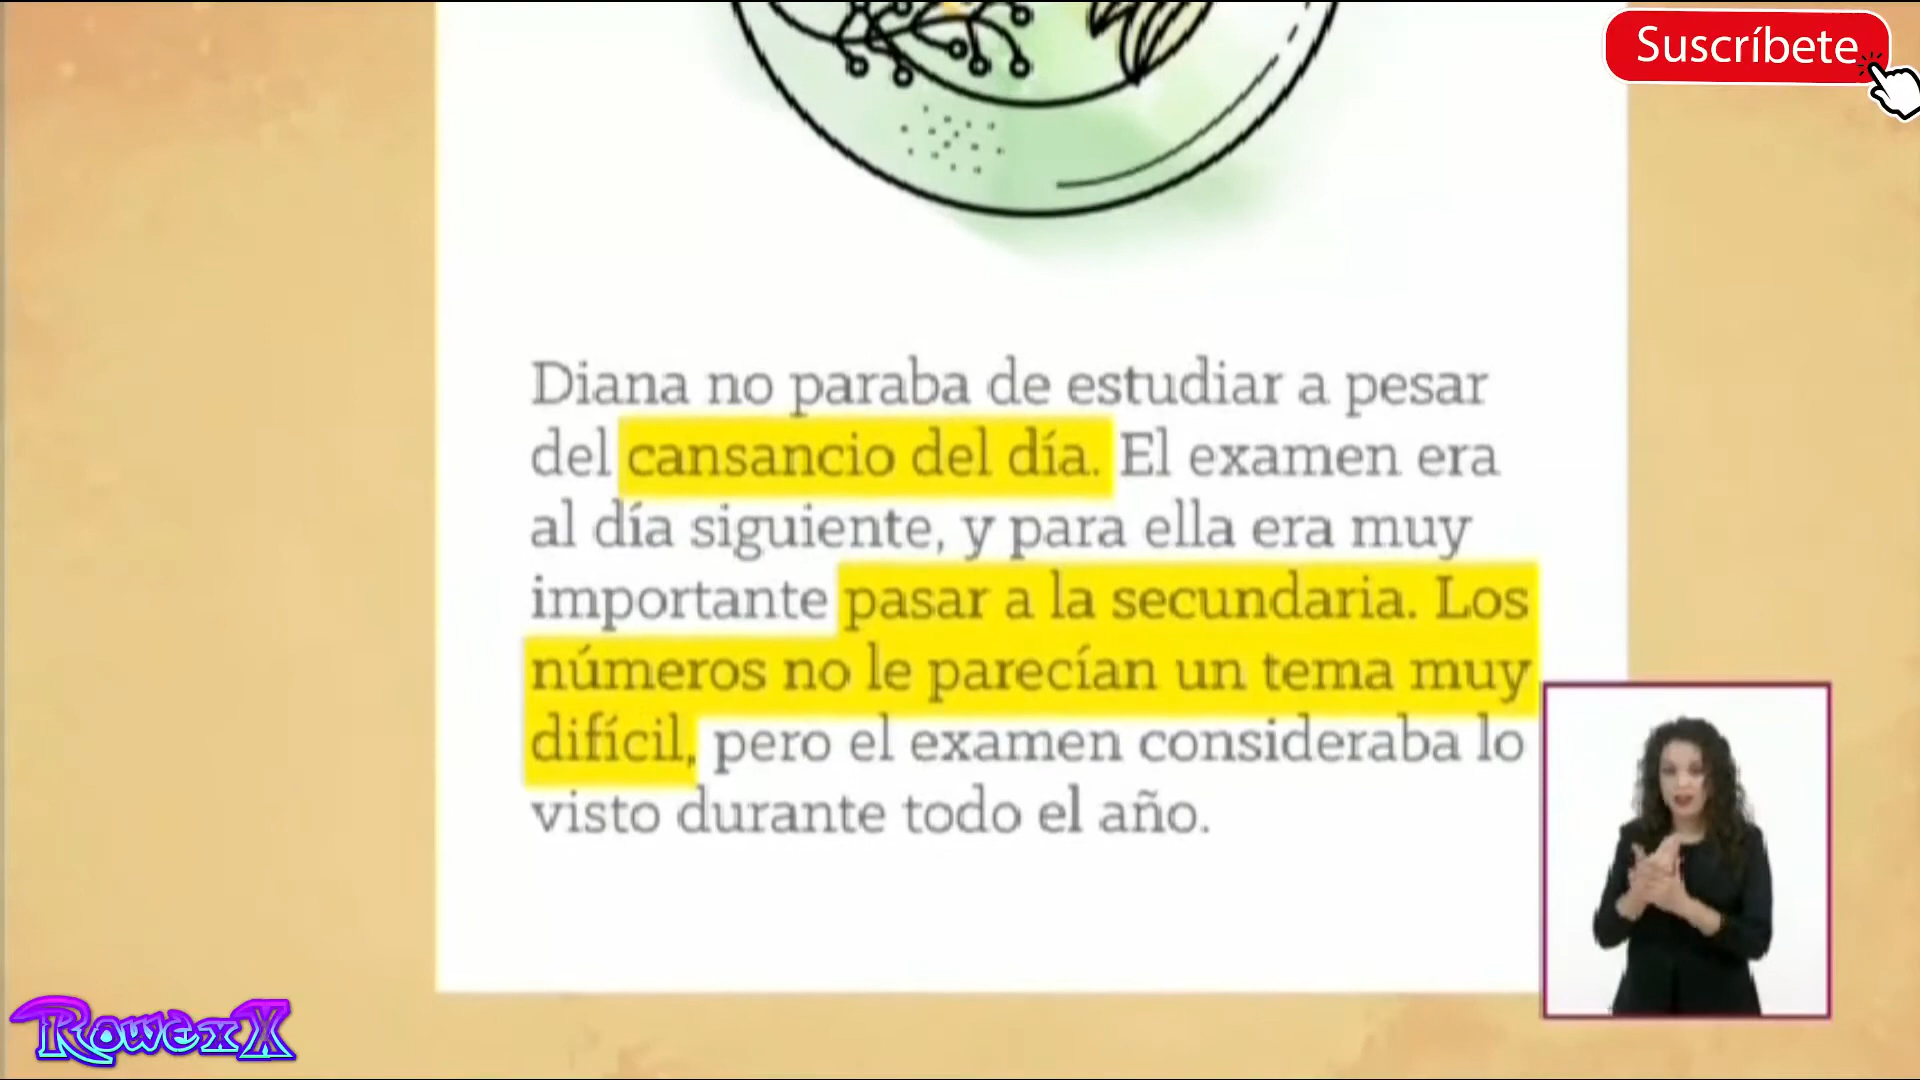 Suscríbete
Diana no paraba de estudiar a pesar
del cansancio del día. El examen era
al día siguiente, y para ella era muy
importante pasar a la secundaria. Los
números no le parecían un tema muy
difícil, pero el examen consideraba lo
visto durante todo el año.
RowexX